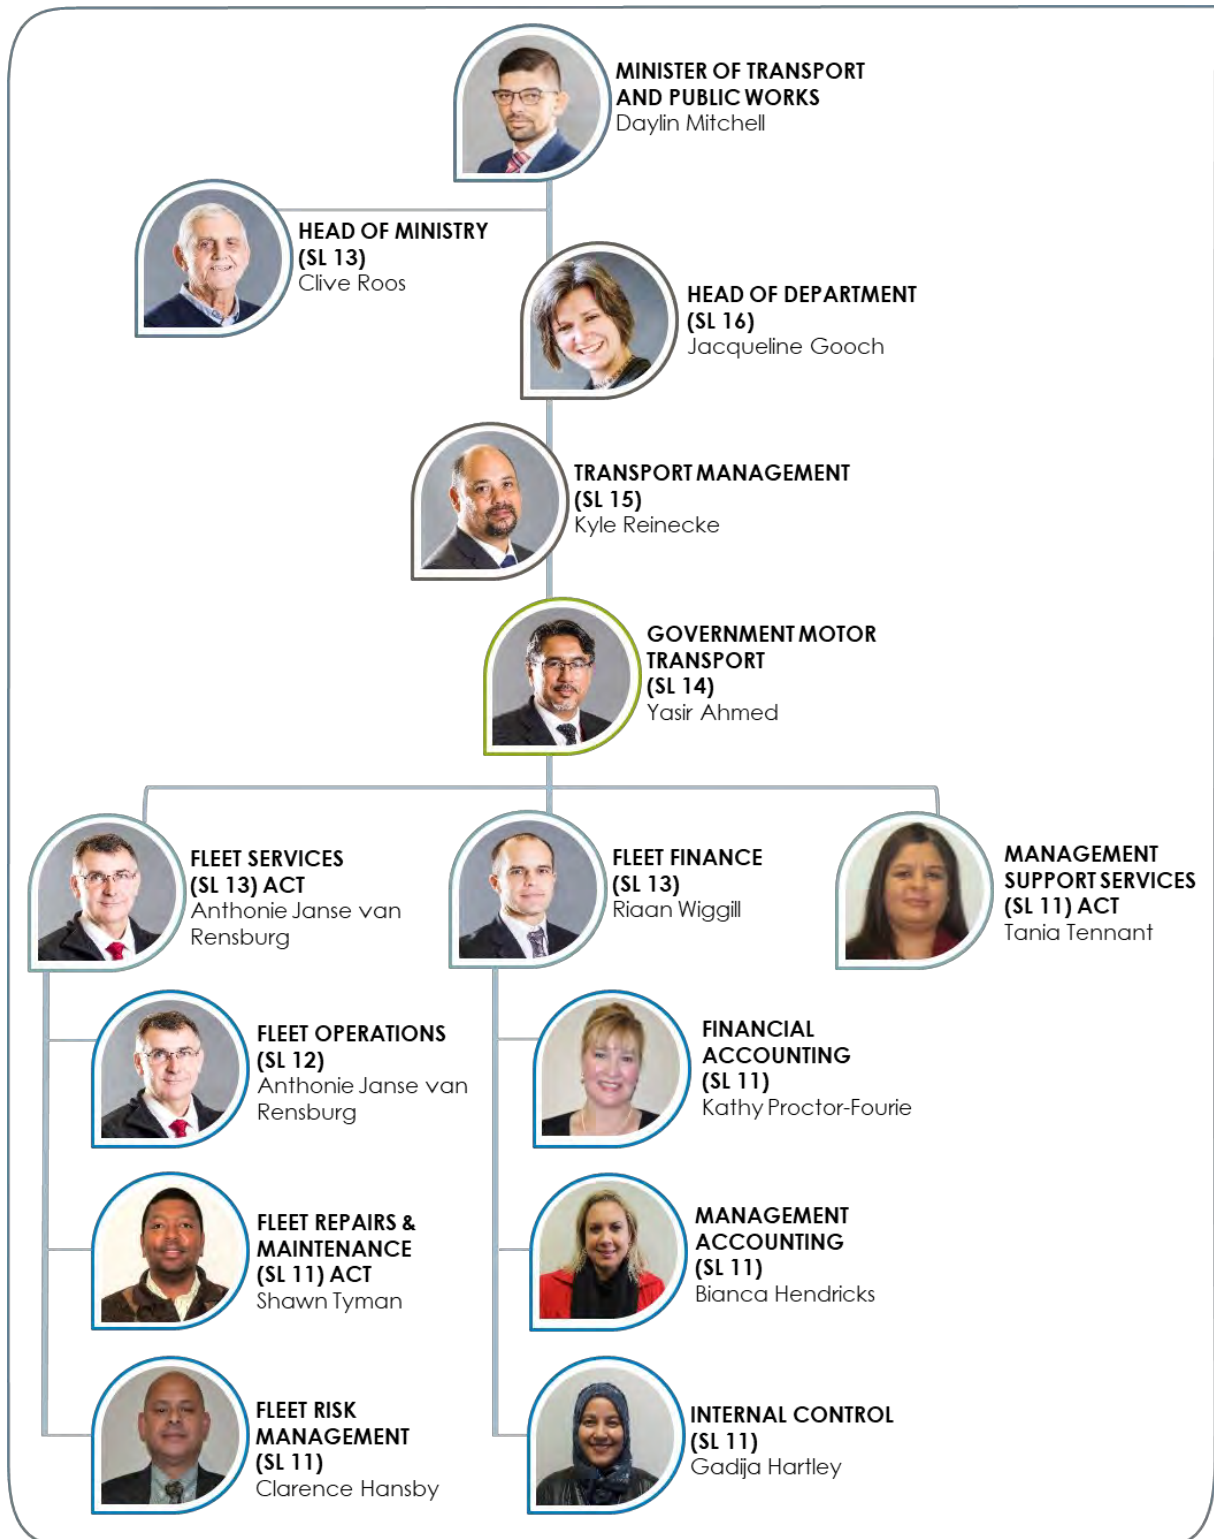 MINISTER OF TRANSPORT
AND PUBLIC WORKS
Daylin Mitchell
HEAD OF MINISTRY
(SL 13)
Clive Roos
HEAD OF DEPARTMENT
(SL 16)
Jacqueline Gooch
TRANSPORT MANAGEMENT
(SL 15)
Kyle Reinecke
GOVERNMENT MOTOR
TRANSPORT
(SL 14)
Yasir Ahmed
FLEET SERVICES
(SL 13) ACT
Anthonie Janse van
Rensburg
FLEET FINANCE
(SL 13)
Riaan Wiggill
MANAGEMENT
SUPPORT SERVICES
(SL 11) ACT
Tania Tennant
FLEET OPERATIONS
(SL 12)
Anthonie Janse van
Rensburg
FINANCIAL
ACCOUNTING
(SL 11)
Kathy Proctor-Fourie
FLEET REPAIRS &
MAINTENANCE
(SL 11) ACT
Shawn Tyman
MANAGEMENT
ACCOUNTING
(SL 11)
Bianca Hendricks
FLEET RISK
MANAGEMENT
(SL 11)
Clarence Hansby
INTERNAL CONTROL
(SL 11)
Gadija Hartley